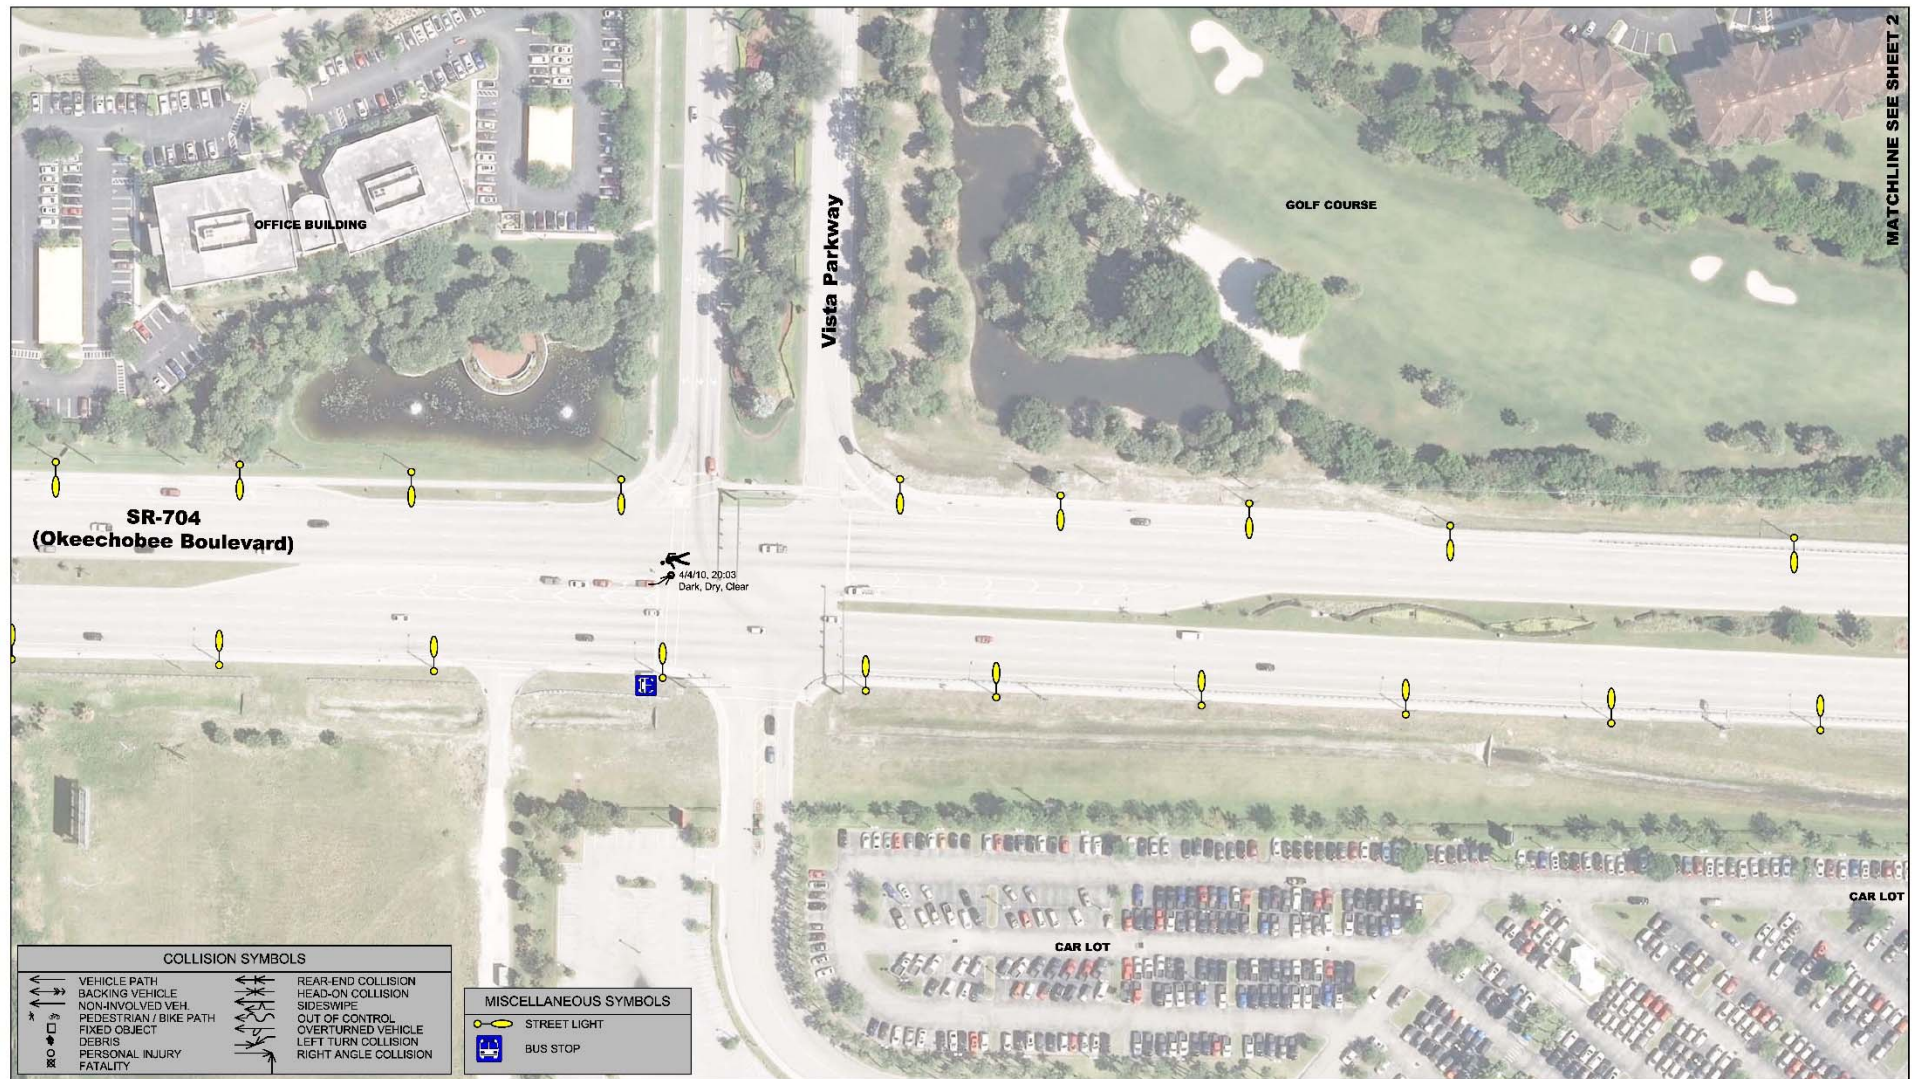 MATCHLINE SEE SHEET 2
OFFICE BUILDING
GOLF COURSE
Vista Parkway
SR-704
(Okeechobee Boulevard)
4/4/10, 20:03
Dark, Dry, Clear
CAR LOT
CAR LOT
COLLISION SYMBOLS
VEHICLE PATH
BACKING VEHICLE
NON-INVOLVED VEH.
PEDESTRIAN / BIKE PATH
FIXED OBJECT
DEBRIS
PERSONAL INJURY
FATALITY
REAR-END COLLISION
HEAD-ON COLLISION
SIDESWIPE
OUT OF CONTROL
OVERTURNED VEHICLE
LEFT TURN COLLISION
RIGHT ANGLE COLLISION
MISCELLANEOUS SYMBOLS
STREET LIGHT
BUS STOP